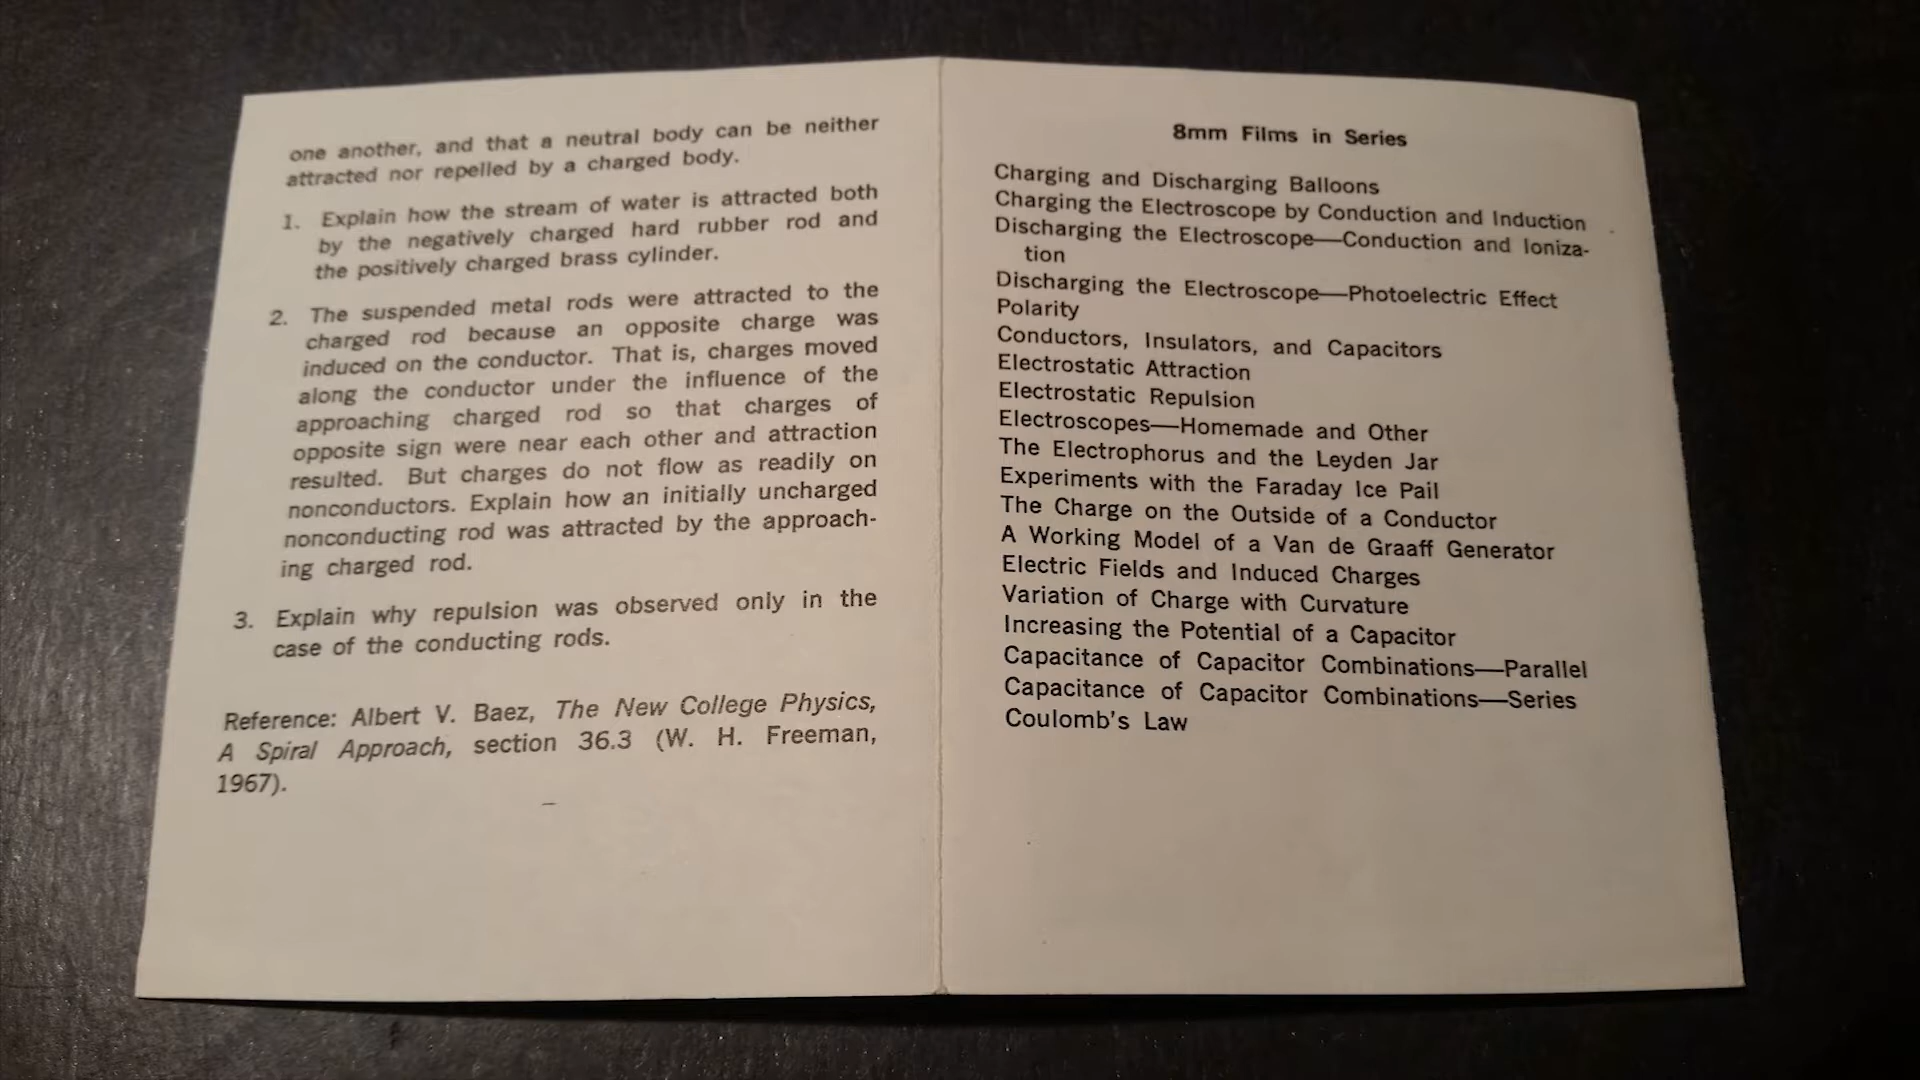 one another, and that a neutral body can be neither
attracted nor repelled by a charged body.
1. Explain how the stream of water is attracted both
by the negatively charged hard rubber rod and
the positively charged brass cylinder.
2. The suspended metal rods were attracted to the
charged rod because an opposite charge was
induced on the conductor. That is, charges moved
along the conductor under the influence of the
approaching charged rod so that charges of
opposite sign were near each other and attraction
resulted. But charges do not flow as readily on
nonconductors. Explain how an initially uncharged
nonconducting rod was attracted by the approach-
ing charged rod.
3. Explain why repulsion was observed only in the
case of the conducting rods.
Reference: Albert V. Baez, The New College Physics,
A Spiral Approach, section 36.3 (W. H. Freeman,
1967).
8mm Films in Series
Charging and Discharging Balloons
Charging the Electroscope by Conduction and Induction
Discharging the Electroscope—Conduction and Ioniza-
tion
Discharging the Electroscope—Photoelectric Effect
Polarity
Conductors, Insulators, and Capacitors
Electrostatic Attraction
Electrostatic Repulsion
Electroscopes—Homemade and Other
The Electrophorus and the Leyden Jar
Experiments with the Faraday Ice Pail
The Charge on the Outside of a Conductor
A Working Model of a Van de Graaff Generator
Electric Fields and Induced Charges
Variation of Charge with Curvature
Increasing the Potential of a Capacitor
Capacitance of Capacitor Combinations—Parallel
Capacitance of Capacitor Combinations—Series
Coulomb's Law